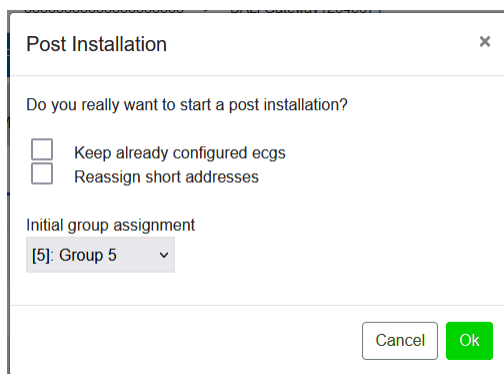 Post Installation
×
Do you really want to start a post installation?
Keep already configured ecgs
Reassign short addresses
Initial group assignment
[5]: Group 5
Cancel Ok